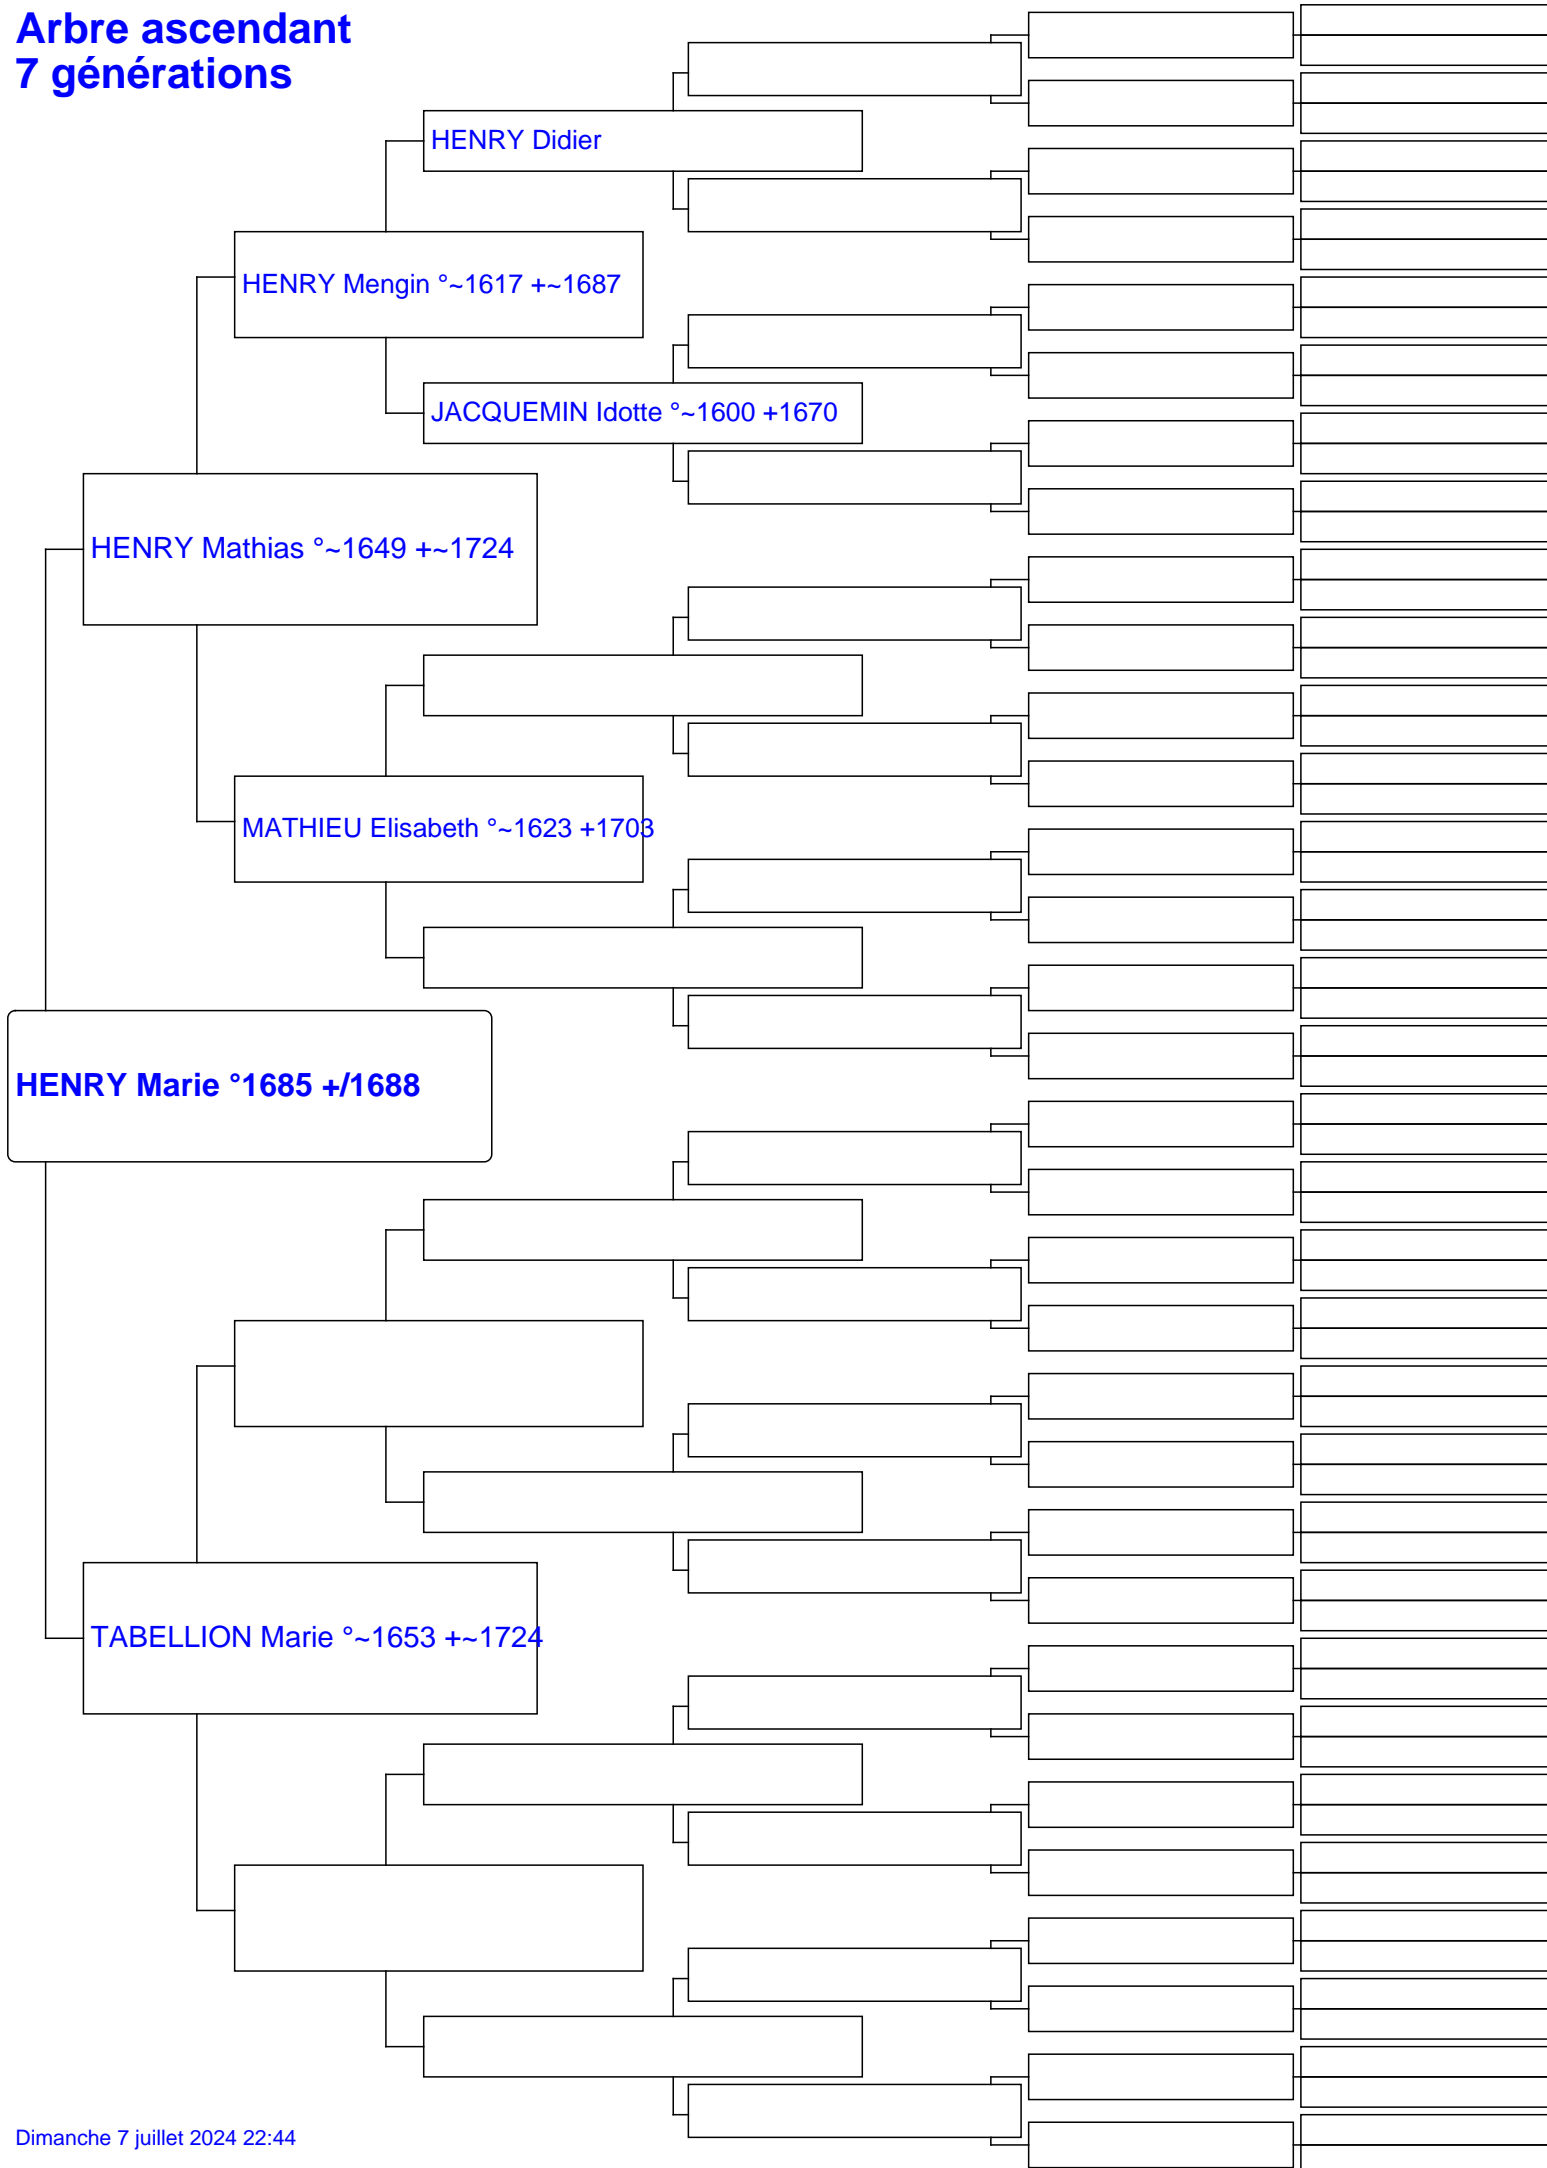 Arbre ascendant
7 générations
HENRY Didier
HENRY Mengin °~1617 +~1687
JACQUEMIN Idotte °~1600 +1670
HENRY Mathias °~1649 +~1724
MATHIEU Elisabeth °~1623 +1703
HENRY Marie °1685 +/1688
TABELLION Marie °~1653 +~1724
Dimanche 7 juillet 2024 22:44